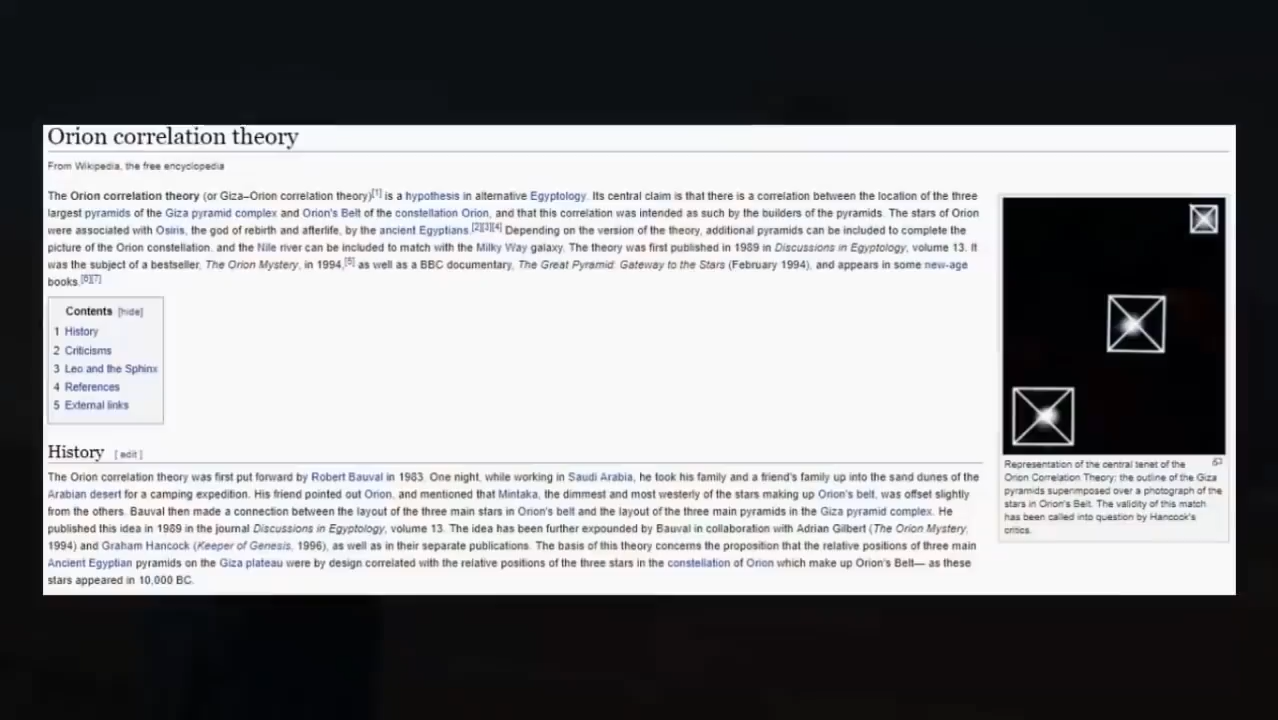 Orion correlation theory
From Wikipedia, the free encyclopedia
The Orion correlation theory (or Giza–Orion correlation theory)[1] is a hypothesis in alternative Egyptology. Its central claim is that there is a correlation between the location of the three
largest pyramids of the Giza pyramid complex and Orion's Belt of the constellation Orion, and that this correlation was intended as such by the builders of the pyramids. The stars of Orion
were associated with Osiris, the god of rebirth and afterlife, by the ancient Egyptians.[2][3][4] Depending on the version of the theory, additional pyramids can be included to complete the
picture of the Orion constellation, and the Nile river can be included to match with the Milky Way galaxy. The theory was first published in 1989 in Discussions in Egyptology, volume 13. It
was the subject of a bestseller, The Orion Mystery, in 1994,[5] as well as a BBC documentary, The Great Pyramid: Gateway to the Stars (February 1994), and appears in some new-age
books.[6][7]
Contents [hide]
1 History
2 Criticisms
3 Leo and the Sphinx
4 References
5 External links
History [ edit ]
The Orion correlation theory was first put forward by Robert Bauval in 1983. One night, while working in Saudi Arabia, he took his family and a friend's family up into the sand dunes of the
Arabian desert for a camping expedition. His friend pointed out Orion, and mentioned that Mintaka, the dimmest and most westerly of the stars making up Orion's belt, was offset slightly
from the others. Bauval then made a connection between the layout of the three main stars in Orion's belt and the layout of the three main pyramids in the Giza pyramid complex. He
published this idea in 1989 in the journal Discussions in Egyptology, volume 13. The idea has been further expounded by Bauval in collaboration with Adrian Gilbert (The Orion Mystery,
1994) and Graham Hancock (Keeper of Genesis, 1996), as well as in their separate publications. The basis of this theory concerns the proposition that the relative positions of three main
Ancient Egyptian pyramids on the Giza plateau were by design correlated with the relative positions of the three stars in the constellation of Orion which make up Orion's Belt— as these
stars appeared in 10,000 BC.
Representation of the central tenet of the
Orion Correlation Theory: the outline of the Giza
pyramids superimposed over a photograph of the
stars in Orion's Belt. The validity of this match
has been called into question by Hancock's
critics.